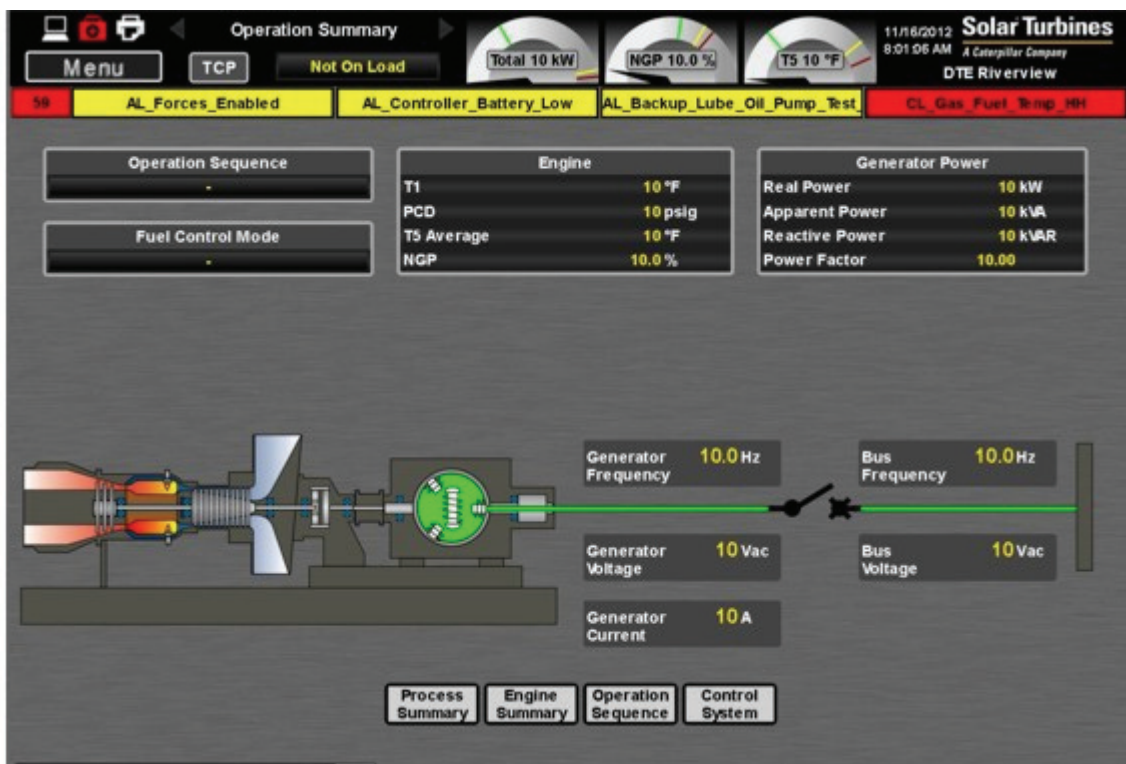 Operation Summary
Menu
TCP
Not On Load
Total 10 kW
NGP 10.0 %
T5 10 °F
11/16/2012
8:01:06 AM
Solar Turbines
A Caterpillar Company
DTE Riverview
59
AL_Forces_Enabled
AL_Controller_Battery_Low
AL_Backup_Lube_Oil_Pump_Test_
CL_Gas_Fuel_Temp_HH
Operation Sequence
-
Fuel Control Mode
-
Engine
T1 10 °F
PCD 10 psig
T5 Average 10 °F
NGP 10.0 %
Generator Power
Real Power 10 kW
Apparent Power 10 kVA
Reactive Power 10 kVAR
Power Factor 10.00
Generator 10.0 Hz
Frequency
Bus 10.0 Hz
Frequency
Generator 10 Vac
Voltage
Bus 10 Vac
Voltage
Generator 10 A
Current
Process
Summary
Engine
Summary
Operation
Sequence
Control
System